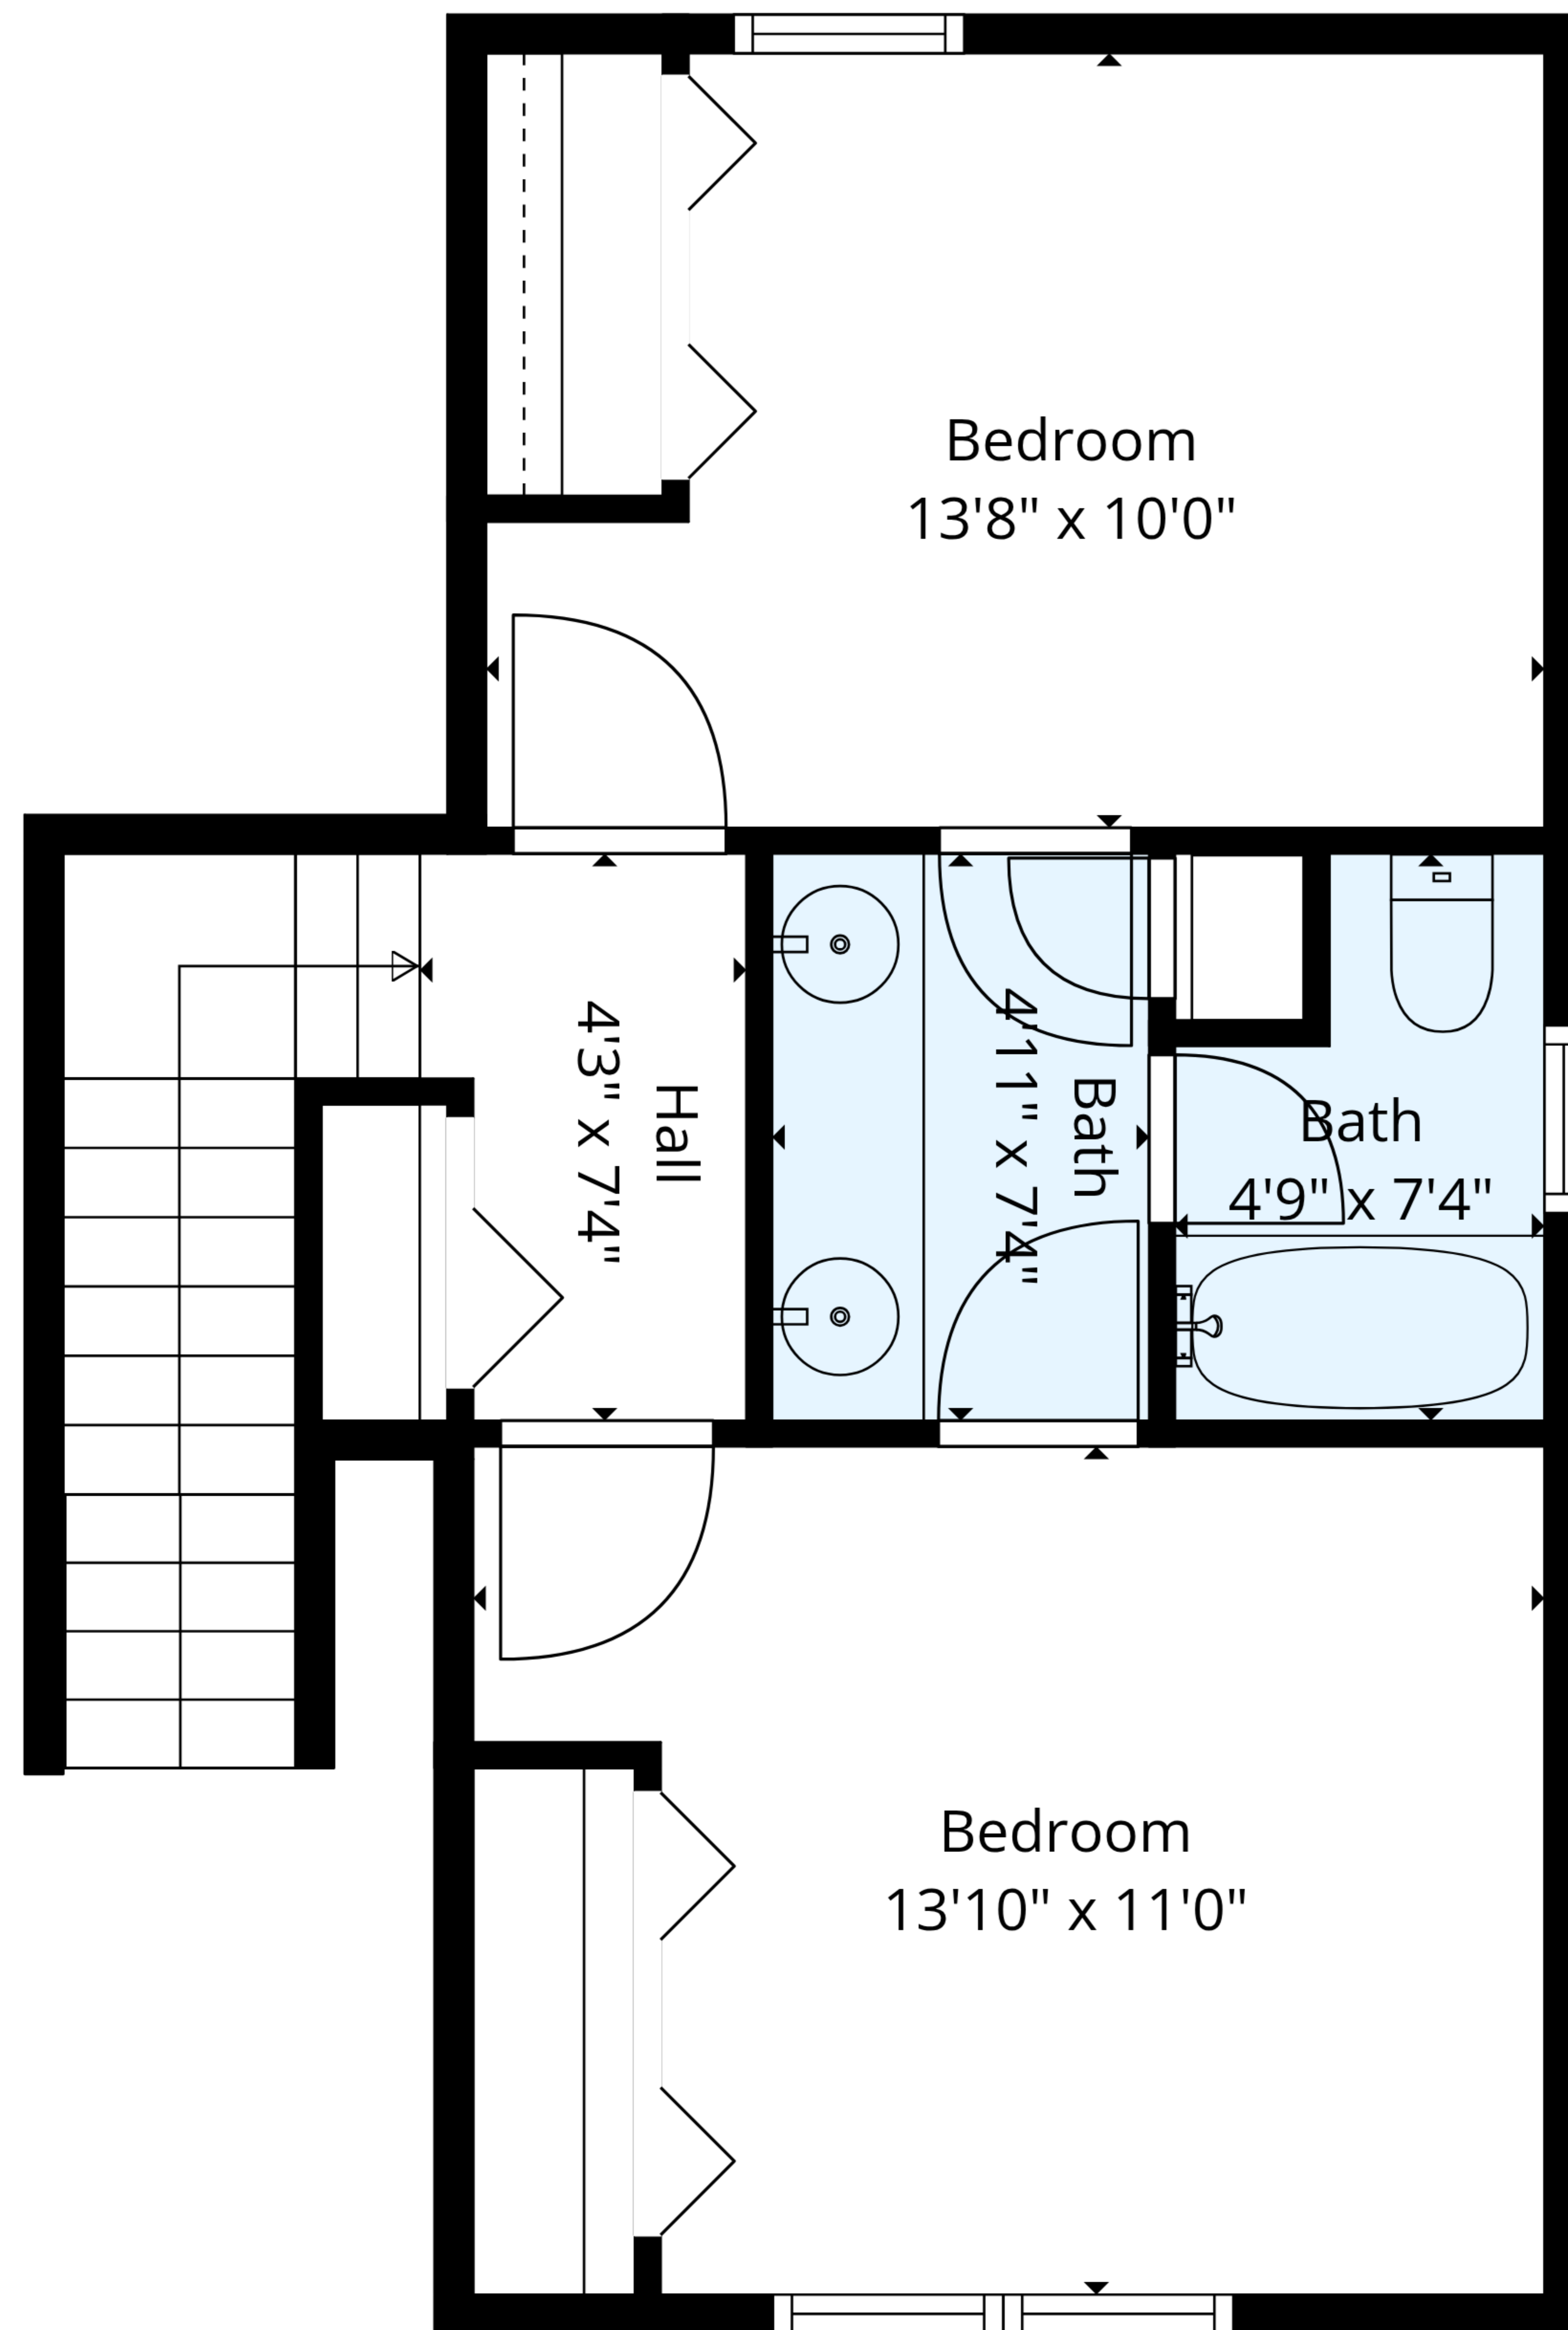 Bedroom
13'8" x 10'0"
Hall
4'3" x 7'4"
Bath
4'11" x 7'4"
Bath
4'9" x 7'4"
Bedroom
13'10" x 11'0"